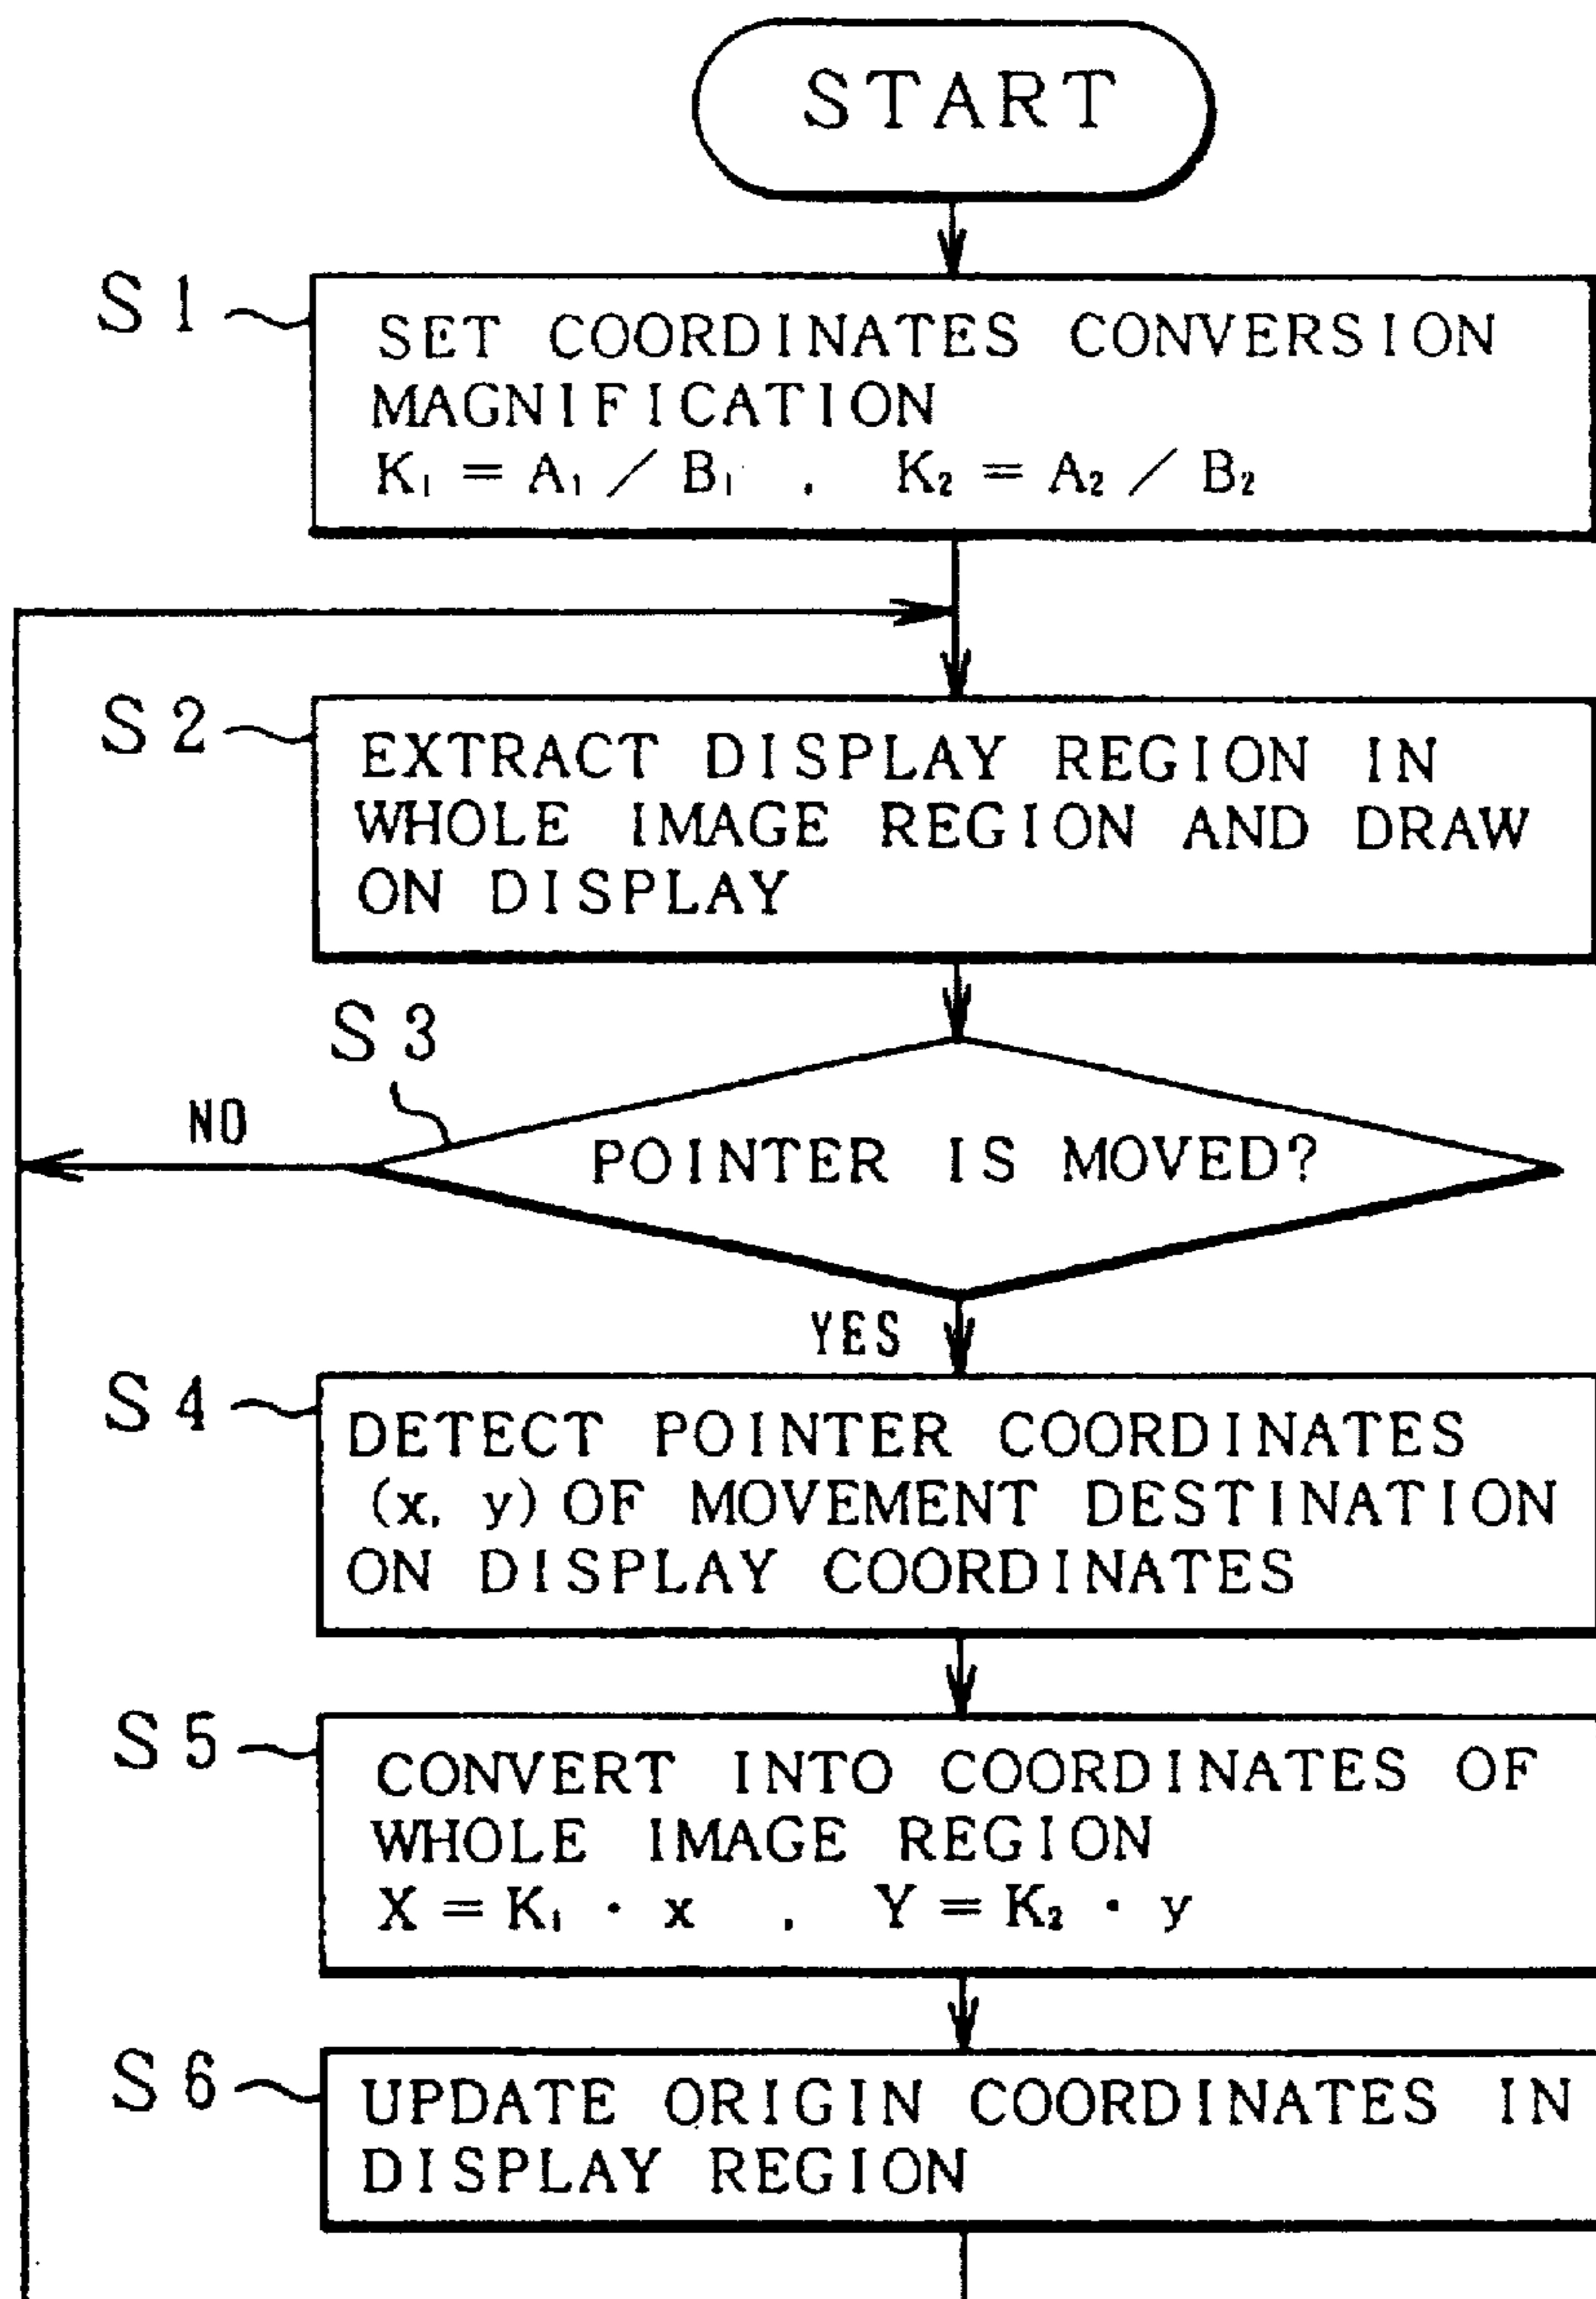 START
S1
SET COORDINATES CONVERSION
MAGNIFICATION
K₁ = A₁ / B₁ , K₂ = A₂ / B₂
S2
EXTRACT DISPLAY REGION IN
WHOLE IMAGE REGION AND DRAW
ON DISPLAY
S3
NO
POINTER IS MOVED?
YES
S4
DETECT POINTER COORDINATES
(x, y) OF MOVEMENT DESTINATION
ON DISPLAY COORDINATES
S5
CONVERT INTO COORDINATES OF
WHOLE IMAGE REGION
X = K₁ · x , Y = K₂ · y
S6
UPDATE ORIGIN COORDINATES IN
DISPLAY REGION